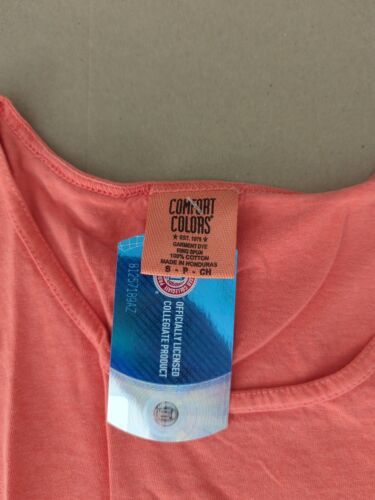 COMFORT
COLORS®
★ EST. 1975 ★
GARMENT DYE
RING SPUN
100% COTTON
MADE IN HONDURAS
S - P - CH
OFFICIALLY LICENSED
COLLEGIATE PRODUCT